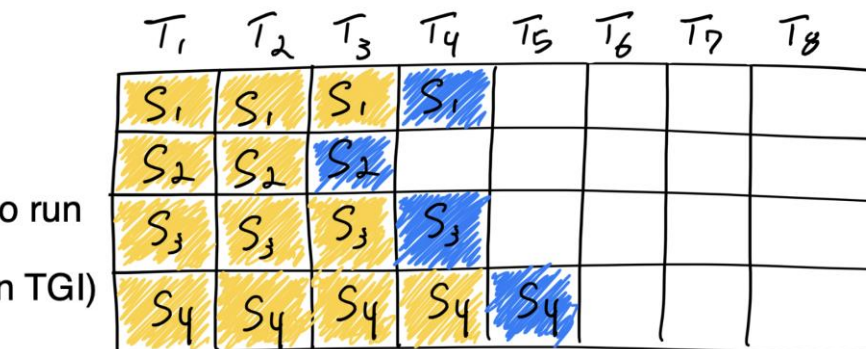 T1 T2 T3 T4 T5 T6 T7 T8
S1 S1 S1 S1
S2 S2 S2
o run
S3 S3 S3 S3
n TGI)
S4 S4 S4 S4 S4